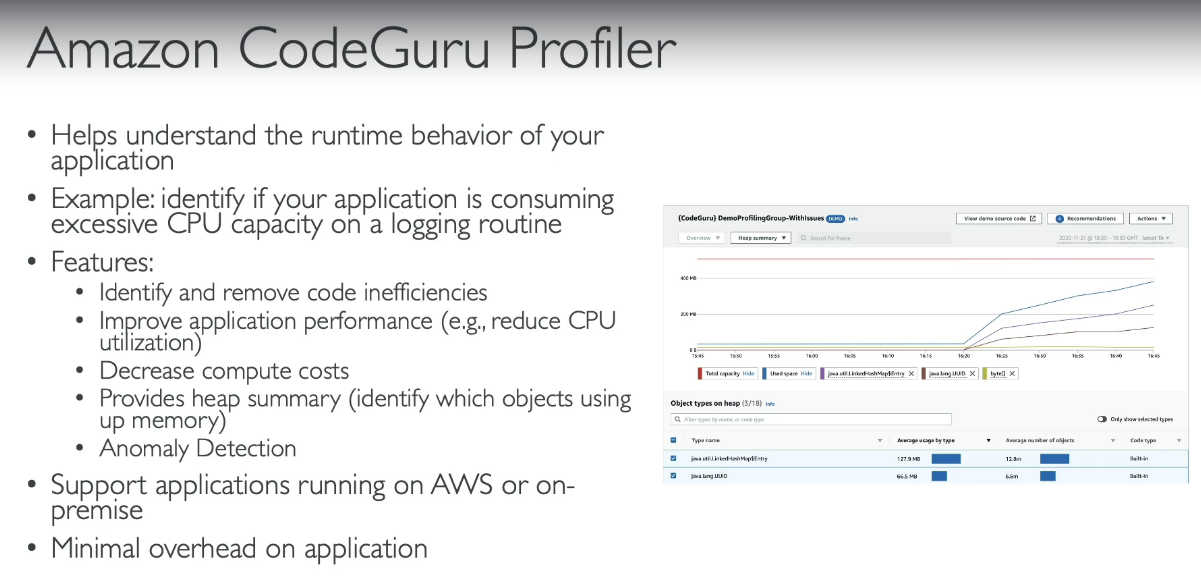 Amazon CodeGuru Profiler
• Helps understand the runtime behavior of your
application
• Example: identify if your application is consuming
excessive CPU capacity on a logging routine
• Features:
• Identify and remove code inefficiencies
• Improve application performance (e.g., reduce CPU
utilization)
• Decrease compute costs
• Provides heap summary (identify which objects using
up memory)
• Anomaly Detection
• Support applications running on AWS or on-
premise
• Minimal overhead on application
(CodeGuru) DemoProfilingGroup-WithIssues DEMO Info
View demo source code
Recommendations
Actions
Overview
Heap summary
Search for frame
latest 1h
400 MB
200 MB
0 B
15:45 15:50 15:55 16:00 16:05 16:10 16:15 16:20 16:25 16:30 16:35 16:40 16:45
Total capacity Hide Used space Hide java.util.LinkedHashMap$Entry X java.lang.UUID X byte[] X
Object types on heap (3/18) Info
Filter types by name, or code type
Only show selected types
Type name Average usage by type Average number of objects Code type
java.util.LinkedHashMap$Entry 127.9 MB 12.8m Built-in
java.lang.UUID 66.5 MB 6.6m Built-in